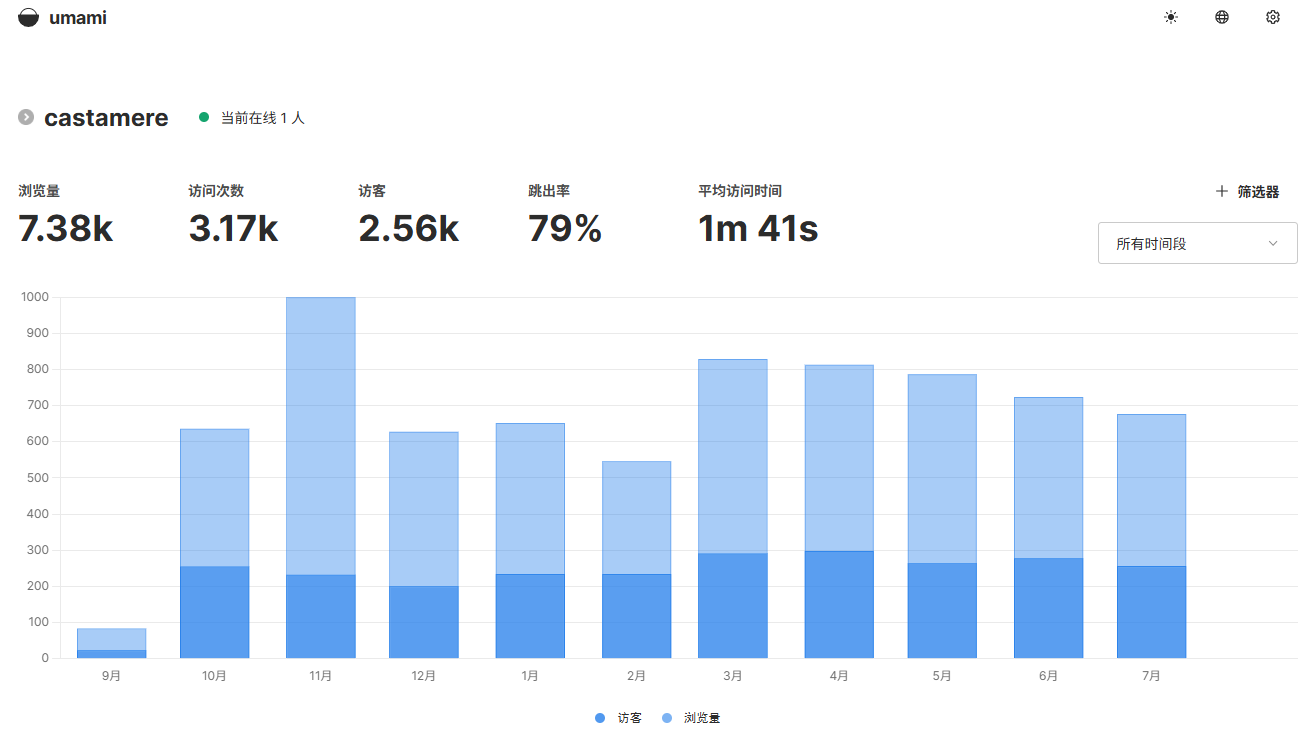 umami
castamere 当前在线 1 人
浏览量 访问次数 访客 跳出率 平均访问时间 筛选器
7.38k 3.17k 2.56k 79% 1m 41s
所有时间段
1000
900
800
700
600
500
400
300
200
100
0
9月 10月 11月 12月 1月 2月 3月 4月 5月 6月 7月
访客 浏览量